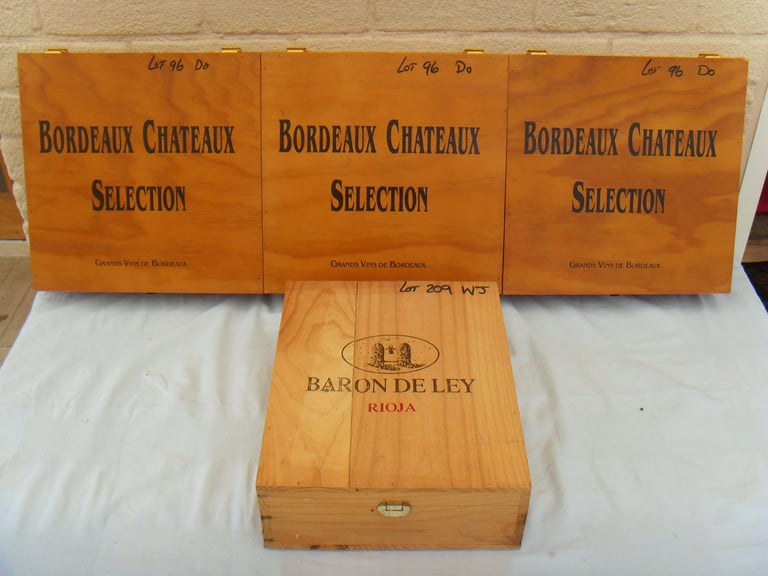 Lot 96 Do
BORDEAUX CHATEAUX
SELECTION
GRANDS VINS DE BORDEAUX
Lot 96 Do
BORDEAUX CHATEAUX
SELECTION
GRANDS VINS DE BORDEAUX
Lot 96 Do
BORDEAUX CHATEAUX
SELECTION
GRANDS VINS DE BORDEAUX
Lot 209 WJ
BARON DE LEY
RIOJA